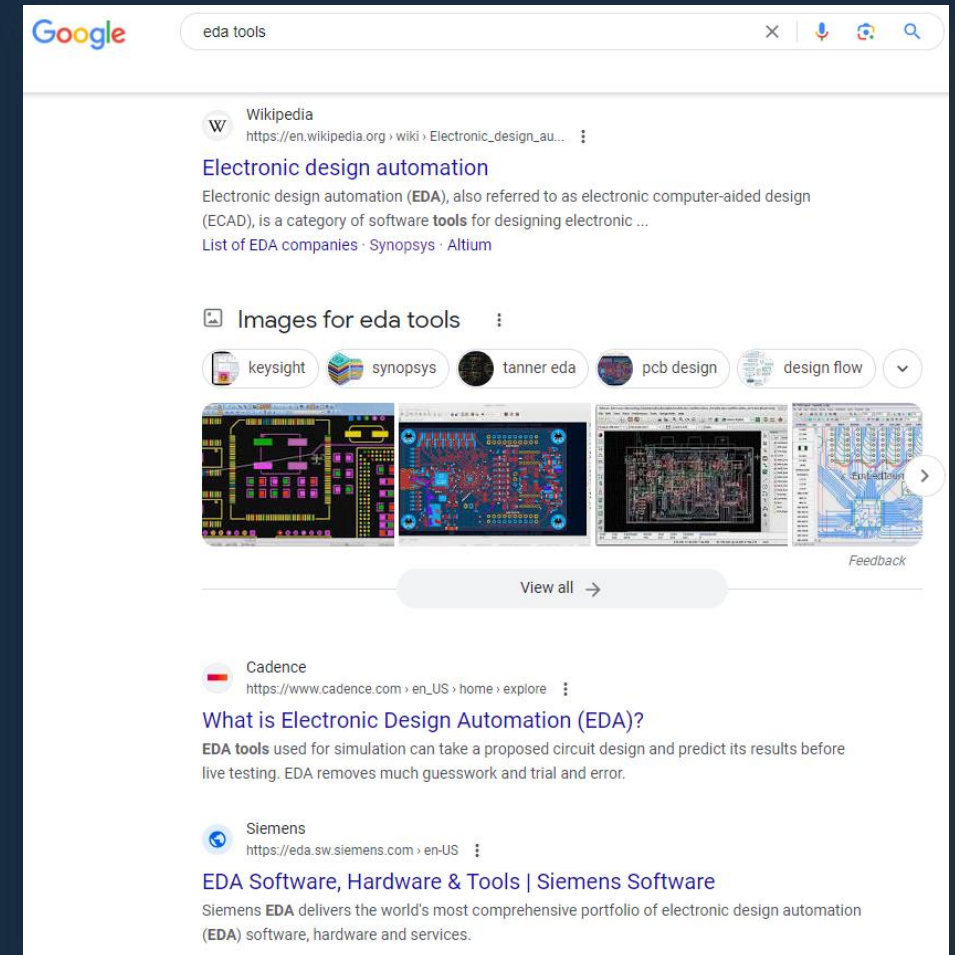 Google
eda tools
W
Wikipedia
https://en.wikipedia.org › wiki › Electronic_design_au...
Electronic design automation
Electronic design automation (EDA), also referred to as electronic computer-aided design
(ECAD), is a category of software tools for designing electronic ...
List of EDA companies · Synopsys · Altium
Images for eda tools
keysight
synopsys
tanner eda
pcb design
design flow
Feedback
View all
Cadence
https://www.cadence.com › en_US › home › explore
What is Electronic Design Automation (EDA)?
EDA tools used for simulation can take a proposed circuit design and predict its results before
live testing. EDA removes much guesswork and trial and error.
Siemens
https://eda.sw.siemens.com › en-US
EDA Software, Hardware & Tools | Siemens Software
Siemens EDA delivers the world's most comprehensive portfolio of electronic design automation
(EDA) software, hardware and services.